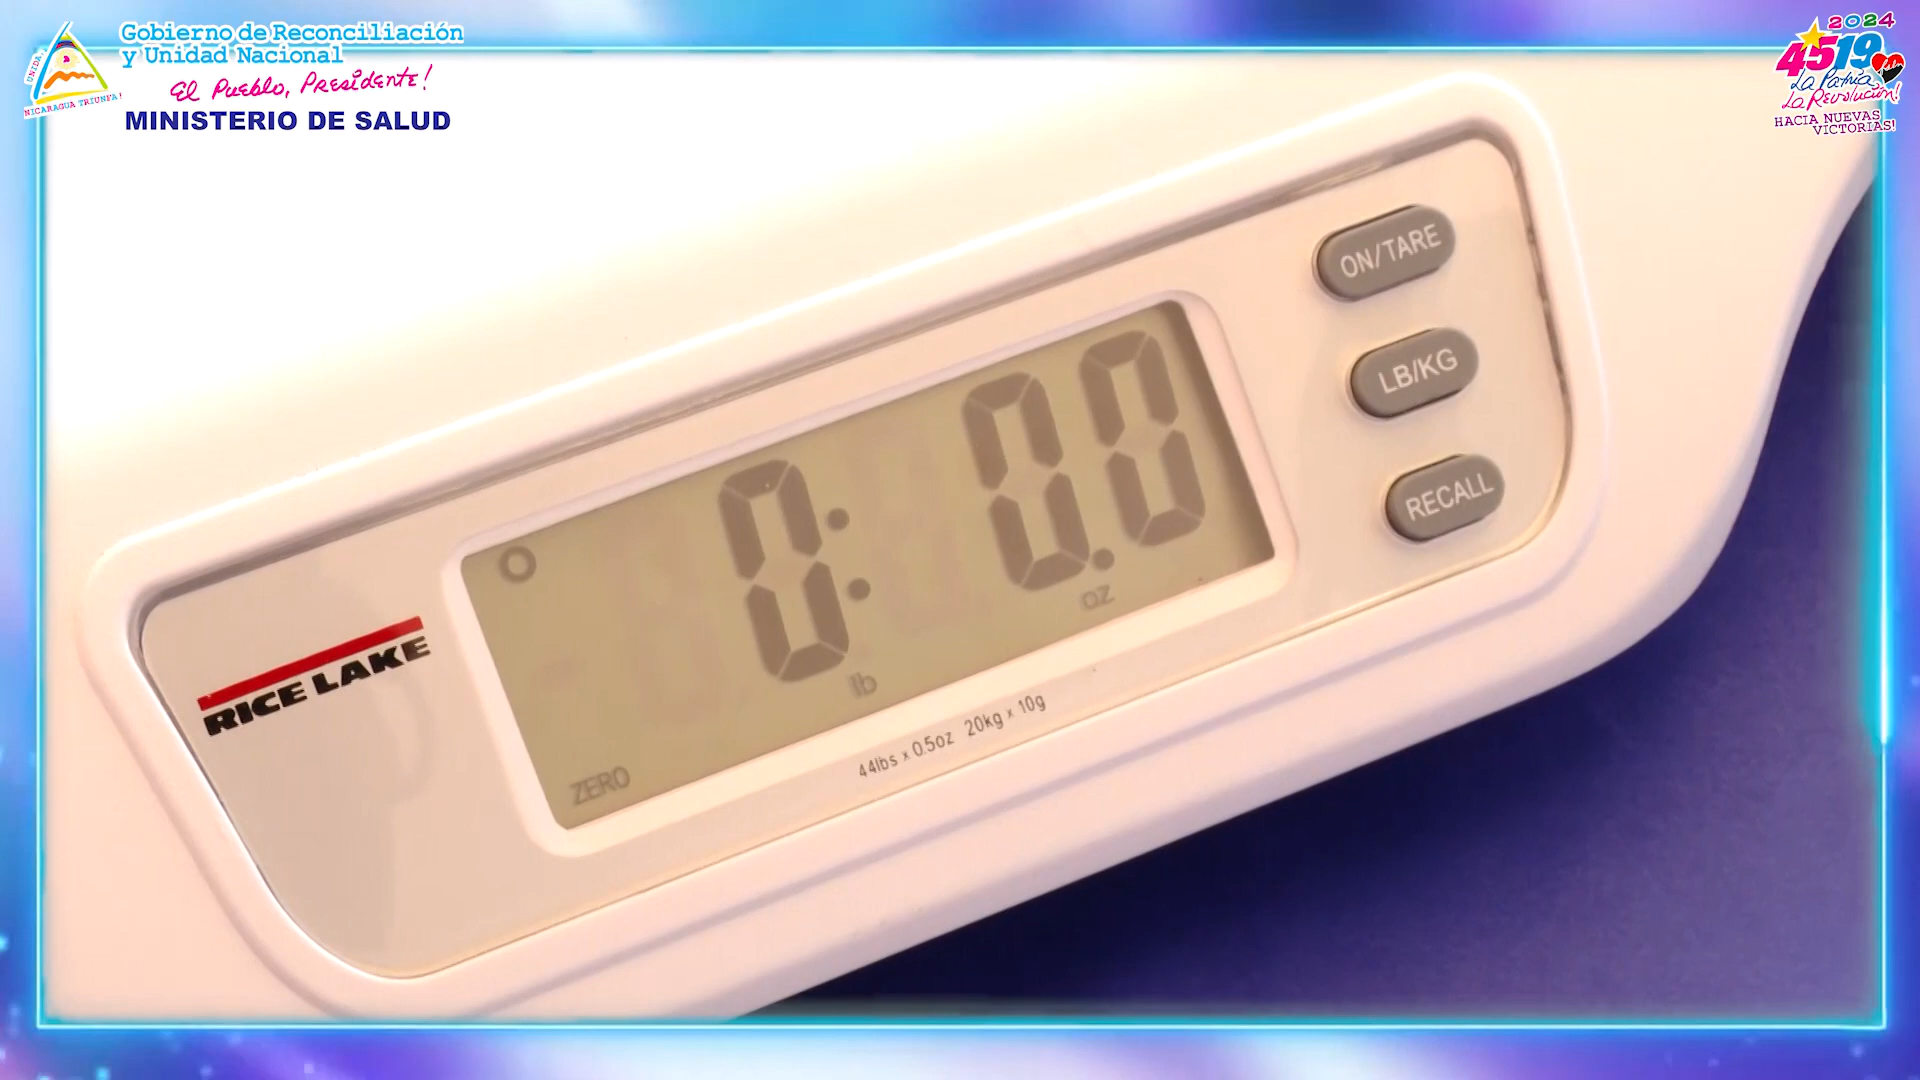 Gobierno de Reconciliación
y Unidad Nacional
El Pueblo, Presidente!
MINISTERIO DE SALUD
UNIDA,
NICARAGUA TRIUNFA!
2024
45 19
La Patria,
La Revolución!
HACIA NUEVAS
VICTORIAS!
ON/TARE
LB/KG
RECALL
0: 0.0
lb
oz
ZERO
RICE LAKE
44lbs x 0.5oz 20kg x 10g